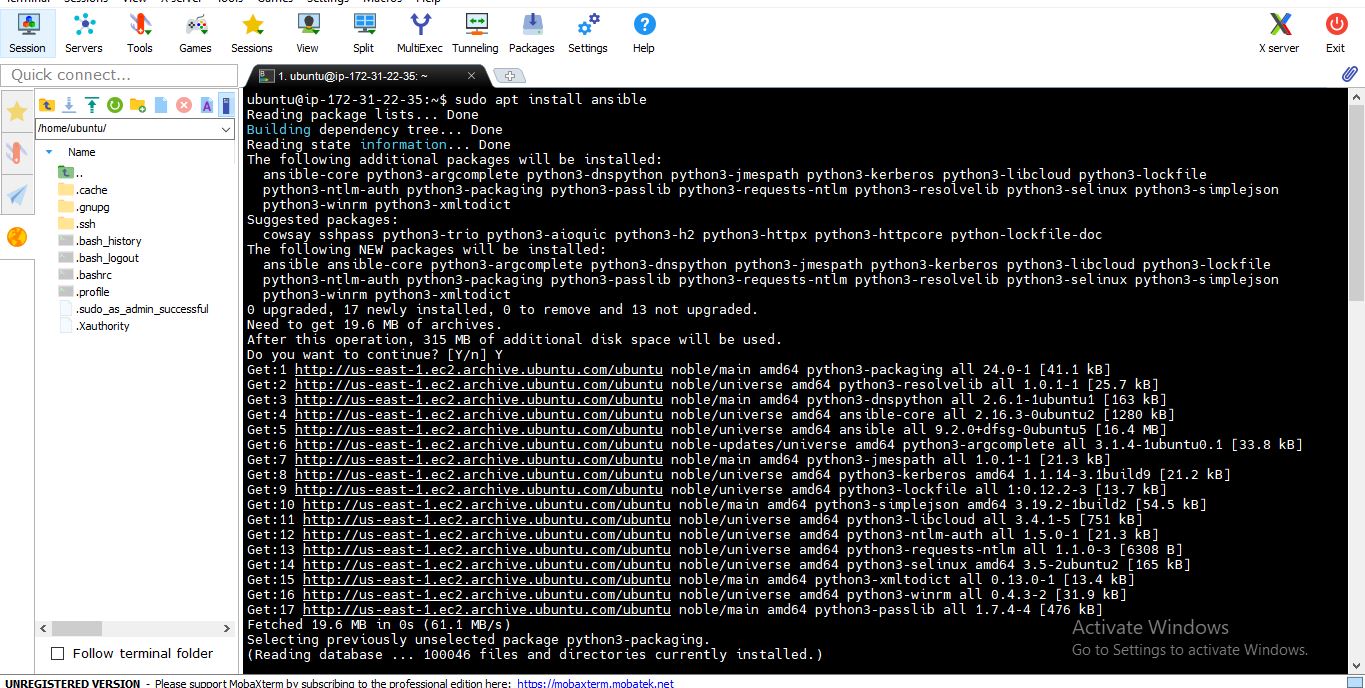 Terminal Sessions View X server Tools Games Settings Macros Help
Session Servers Tools Games Sessions View Split MultiExec Tunneling Packages Settings Help X server Exit
Quick connect...
1. ubuntu@ip-172-31-22-35: ~
/home/ubuntu/
Name
..
.cache
.gnupg
.ssh
.bash_history
.bash_logout
.bashrc
.profile
.sudo_as_admin_successful
.Xauthority
Follow terminal folder
ubuntu@ip-172-31-22-35:~$ sudo apt install ansible
Reading package lists... Done
Building dependency tree... Done
Reading state information... Done
The following additional packages will be installed:
ansible-core python3-argcomplete python3-dnspython python3-jmespath python3-kerberos python3-libcloud python3-lockfile
python3-ntlm-auth python3-packaging python3-passlib python3-requests-ntlm python3-resolvelib python3-selinux python3-simplejson
python3-winrm python3-xmltodict
Suggested packages:
cowsay sshpass python3-trio python3-aioquic python3-h2 python3-httpx python3-httpcore python-lockfile-doc
The following NEW packages will be installed:
ansible ansible-core python3-argcomplete python3-dnspython python3-jmespath python3-kerberos python3-libcloud python3-lockfile
python3-ntlm-auth python3-packaging python3-passlib python3-requests-ntlm python3-resolvelib python3-selinux python3-simplejson
python3-winrm python3-xmltodict
0 upgraded, 17 newly installed, 0 to remove and 13 not upgraded.
Need to get 19.6 MB of archives.
After this operation, 315 MB of additional disk space will be used.
Do you want to continue? [Y/n] Y
Get:1 http://us-east-1.ec2.archive.ubuntu.com/ubuntu noble/main amd64 python3-packaging all 24.0-1 [41.1 kB]
Get:2 http://us-east-1.ec2.archive.ubuntu.com/ubuntu noble/universe amd64 python3-resolvelib all 1.0.1-1 [25.7 kB]
Get:3 http://us-east-1.ec2.archive.ubuntu.com/ubuntu noble/main amd64 python3-dnspython all 2.6.1-1ubuntu1 [163 kB]
Get:4 http://us-east-1.ec2.archive.ubuntu.com/ubuntu noble/universe amd64 ansible-core all 2.16.3-0ubuntu2 [1280 kB]
Get:5 http://us-east-1.ec2.archive.ubuntu.com/ubuntu noble/universe amd64 ansible all 9.2.0+dfsg-0ubuntu5 [16.4 MB]
Get:6 http://us-east-1.ec2.archive.ubuntu.com/ubuntu noble-updates/universe amd64 python3-argcomplete all 3.1.4-1ubuntu0.1 [33.8 kB]
Get:7 http://us-east-1.ec2.archive.ubuntu.com/ubuntu noble/main amd64 python3-jmespath all 1.0.1-1 [21.3 kB]
Get:8 http://us-east-1.ec2.archive.ubuntu.com/ubuntu noble/universe amd64 python3-kerberos amd64 1.1.14-3.1build9 [21.2 kB]
Get:9 http://us-east-1.ec2.archive.ubuntu.com/ubuntu noble/universe amd64 python3-lockfile all 1:0.12.2-3 [13.7 kB]
Get:10 http://us-east-1.ec2.archive.ubuntu.com/ubuntu noble/main amd64 python3-simplejson amd64 3.19.2-1build2 [54.5 kB]
Get:11 http://us-east-1.ec2.archive.ubuntu.com/ubuntu noble/universe amd64 python3-libcloud all 3.4.1-5 [751 kB]
Get:12 http://us-east-1.ec2.archive.ubuntu.com/ubuntu noble/universe amd64 python3-ntlm-auth all 1.5.0-1 [21.3 kB]
Get:13 http://us-east-1.ec2.archive.ubuntu.com/ubuntu noble/universe amd64 python3-requests-ntlm all 1.1.0-3 [6308 B]
Get:14 http://us-east-1.ec2.archive.ubuntu.com/ubuntu noble/universe amd64 python3-selinux amd64 3.5-2ubuntu2 [165 kB]
Get:15 http://us-east-1.ec2.archive.ubuntu.com/ubuntu noble/main amd64 python3-xmltodict all 0.13.0-1 [13.4 kB]
Get:16 http://us-east-1.ec2.archive.ubuntu.com/ubuntu noble/universe amd64 python3-winrm all 0.4.3-2 [31.9 kB]
Get:17 http://us-east-1.ec2.archive.ubuntu.com/ubuntu noble/main amd64 python3-passlib all 1.7.4-4 [476 kB]
Fetched 19.6 MB in 0s (61.1 MB/s)
Selecting previously unselected package python3-packaging.
(Reading database ... 100046 files and directories currently installed.)
Activate Windows
Go to Settings to activate Windows.
UNREGISTERED VERSION - Please support MobaXterm by subscribing to the professional edition here: https://mobaxterm.mobatek.net